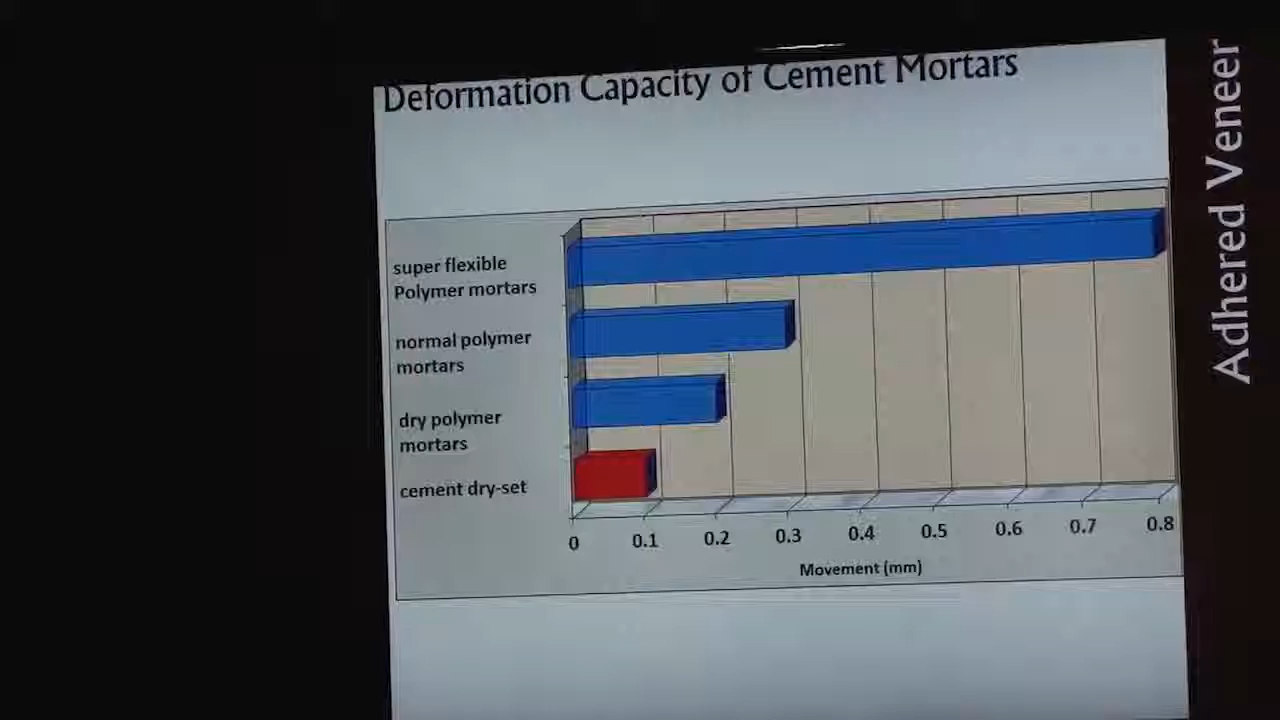 Deformation Capacity of Cement Mortars
super flexible
Polymer mortars
normal polymer
mortars
dry polymer
mortars
cement dry-set
0 0.1 0.2 0.3 0.4 0.5 0.6 0.7 0.8
Movement (mm)
Adhered Veneer